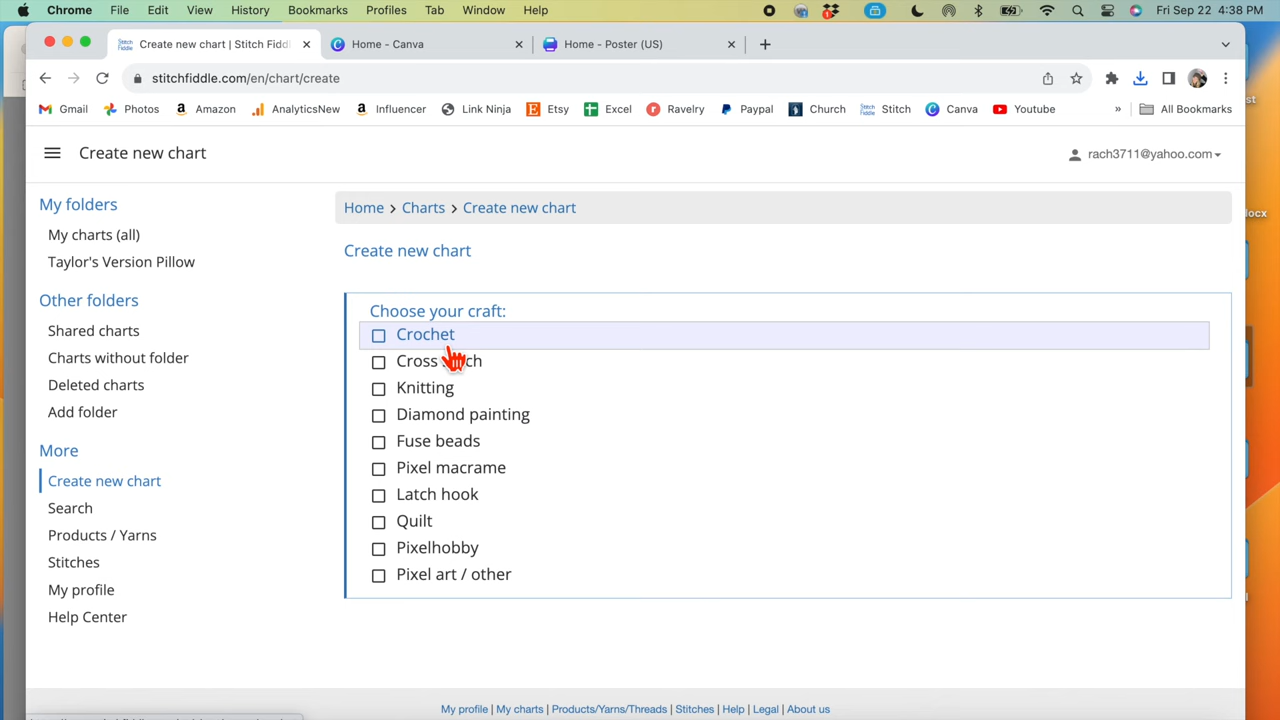 Chrome File Edit View History Bookmarks Profiles Tab Window Help Fri Sep 22 4:38 PM
Create new chart | Stitch Fiddl Home - Canva Home - Poster (US)
stitchfiddle.com/en/chart/create
Gmail Photos Amazon AnalyticsNew Influencer Link Ninja Etsy Excel Ravelry Paypal Church Stitch Canva Youtube » All Bookmarks
Create new chart rach3711@yahoo.com
My folders
My charts (all)
Taylor's Version Pillow
Other folders
Shared charts
Charts without folder
Deleted charts
Add folder
More
Create new chart
Search
Products / Yarns
Stitches
My profile
Help Center
Home > Charts > Create new chart
Create new chart
Choose your craft:
Crochet
Cross
Knitting
Diamond painting
Fuse beads
Pixel macrame
Latch hook
Quilt
Pixelhobby
Pixel art / other
My profile | My charts | Products/Yarns/Threads | Stitches | Help | Legal | About us